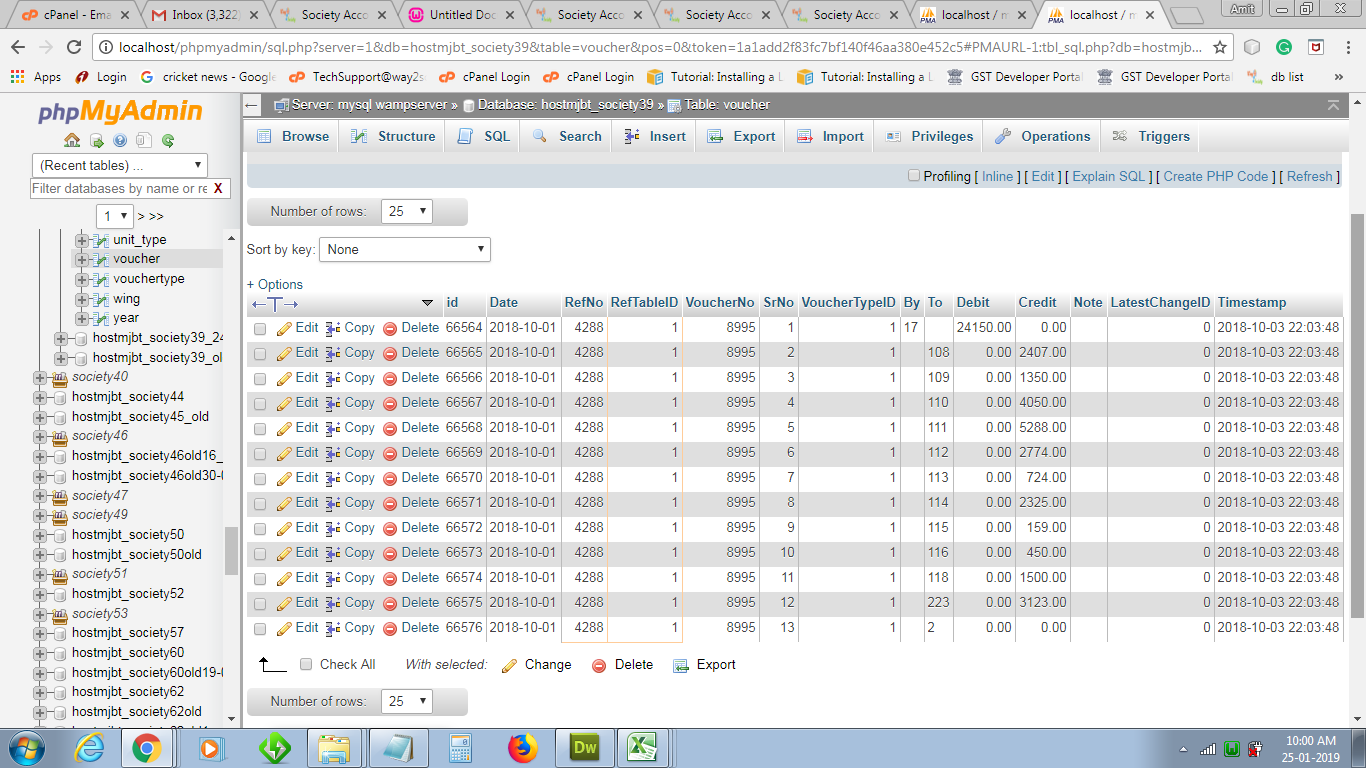 cPanel - Ema
Inbox (3,322)
Society Acco
Untitled Doc
Society Acco
Society Acco
Society Acco
localhost / m
localhost / m
Amit
localhost/phpmyadmin/sql.php?server=1&db=hostmjbt_society39&table=voucher&pos=0&token=1a1add2f83fc7bf140f46aa380e452c5#PMAURL-1:tbl_sql.php?db=hostmj...
Apps Login cricket news - Google TechSupport@way2s cPanel Login cPanel Login Tutorial: Installing a L Tutorial: Installing a L GST Developer Portal GST Developer Portal db list »
phpMyAdmin
(Recent tables) ...
Filter databases by name or re X
1 > >>
unit_type
voucher
vouchertype
wing
year
hostmjbt_society39_24
hostmjbt_society39_ol
society40
hostmjbt_society44
hostmjbt_society45_old
society46
hostmjbt_society46old16_
hostmjbt_society46old30-0
society47
society49
hostmjbt_society50
hostmjbt_society50old
society51
hostmjbt_society52
society53
hostmjbt_society57
hostmjbt_society60
hostmjbt_society60old19-0
hostmjbt_society62
hostmjbt_society62old
Server: mysql wampserver » Database: hostmjbt_society39 » Table: voucher
Browse Structure SQL Search Insert Export Import Privileges Operations Triggers
Profiling [ Inline ] [ Edit ] [ Explain SQL ] [ Create PHP Code ] [ Refresh ]
Number of rows: 25
Sort by key: None
+ Options
←T→ id Date RefNo RefTableID VoucherNo SrNo VoucherTypeID By To Debit Credit Note LatestChangeID Timestamp
Edit Copy Delete 66564 2018-10-01 4288 1 8995 1 1 17 24150.00 0.00 0 2018-10-03 22:03:48
Edit Copy Delete 66565 2018-10-01 4288 1 8995 2 1 108 0.00 2407.00 0 2018-10-03 22:03:48
Edit Copy Delete 66566 2018-10-01 4288 1 8995 3 1 109 0.00 1350.00 0 2018-10-03 22:03:48
Edit Copy Delete 66567 2018-10-01 4288 1 8995 4 1 110 0.00 4050.00 0 2018-10-03 22:03:48
Edit Copy Delete 66568 2018-10-01 4288 1 8995 5 1 111 0.00 5288.00 0 2018-10-03 22:03:48
Edit Copy Delete 66569 2018-10-01 4288 1 8995 6 1 112 0.00 2774.00 0 2018-10-03 22:03:48
Edit Copy Delete 66570 2018-10-01 4288 1 8995 7 1 113 0.00 724.00 0 2018-10-03 22:03:48
Edit Copy Delete 66571 2018-10-01 4288 1 8995 8 1 114 0.00 2325.00 0 2018-10-03 22:03:48
Edit Copy Delete 66572 2018-10-01 4288 1 8995 9 1 115 0.00 159.00 0 2018-10-03 22:03:48
Edit Copy Delete 66573 2018-10-01 4288 1 8995 10 1 116 0.00 450.00 0 2018-10-03 22:03:48
Edit Copy Delete 66574 2018-10-01 4288 1 8995 11 1 118 0.00 1500.00 0 2018-10-03 22:03:48
Edit Copy Delete 66575 2018-10-01 4288 1 8995 12 1 223 0.00 3123.00 0 2018-10-03 22:03:48
Edit Copy Delete 66576 2018-10-01 4288 1 8995 13 1 2 0.00 0.00 0 2018-10-03 22:03:48
Check All With selected: Change Delete Export
Number of rows: 25
Dw
10:00 AM
25-01-2019